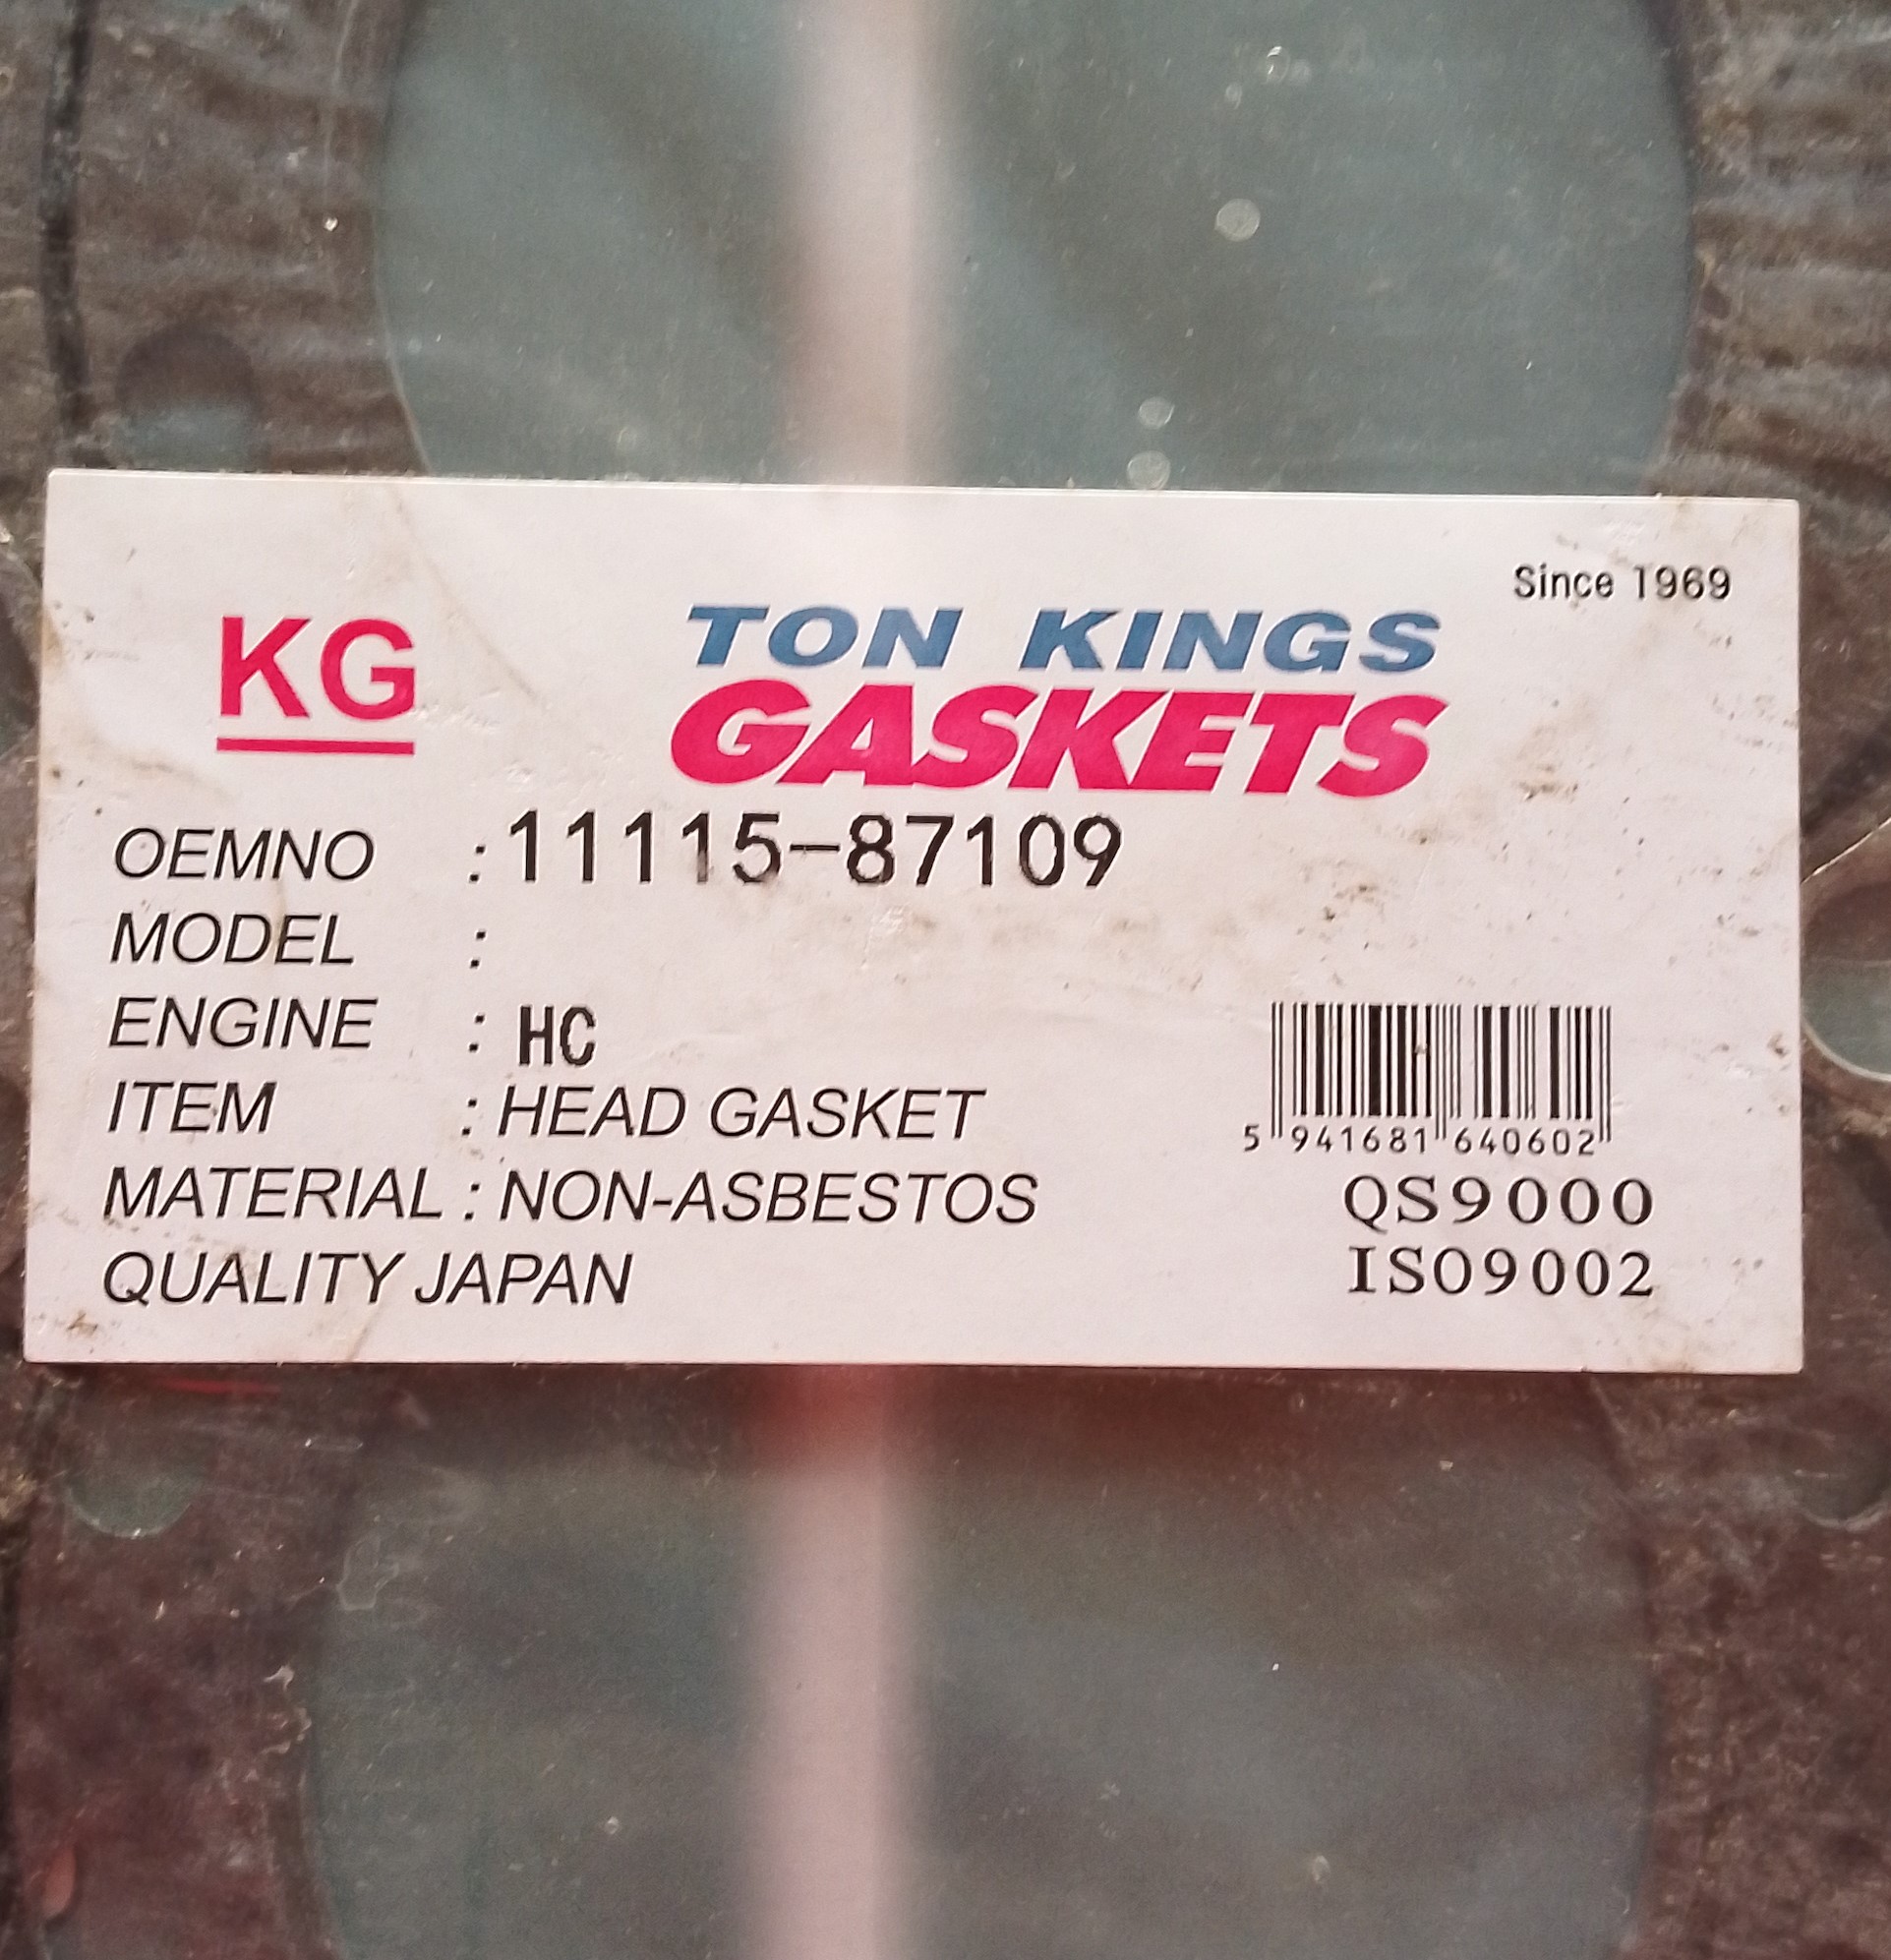 Since 1969
KG
TON KINGS
GASKETS
OEMNO : 11115-87109
MODEL :
ENGINE : HC
ITEM : HEAD GASKET
MATERIAL : NON-ASBESTOS
QUALITY JAPAN
5 941681 640602
QS9000
ISO9002